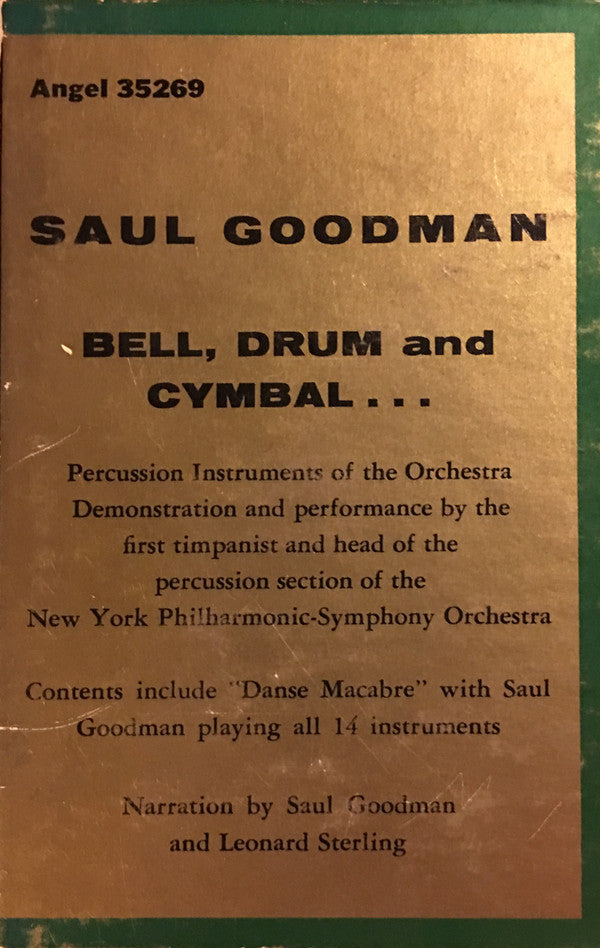 Angel 35269
SAUL GOODMAN
BELL, DRUM and
CYMBAL...
Percussion Instruments of the Orchestra
Demonstration and performance by the
first timpanist and head of the
percussion section of the
New York Philharmonic-Symphony Orchestra
Contents include "Danse Macabre" with Saul
Goodman playing all 14 instruments
Narration by Saul Goodman
and Leonard Sterling